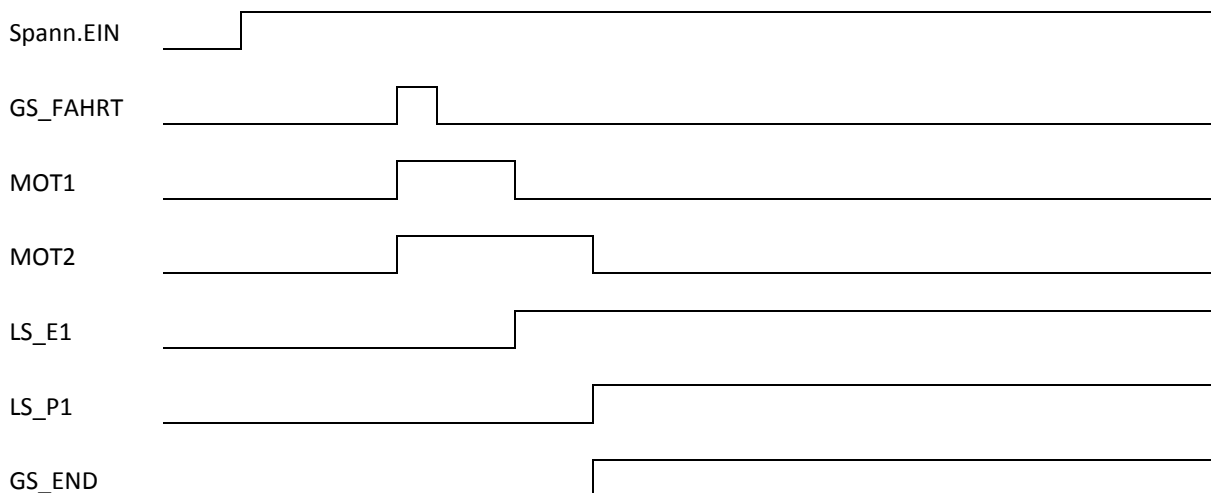 Spann.EIN
GS_FAHRT
MOT1
MOT2
LS_E1
LS_P1
GS_END